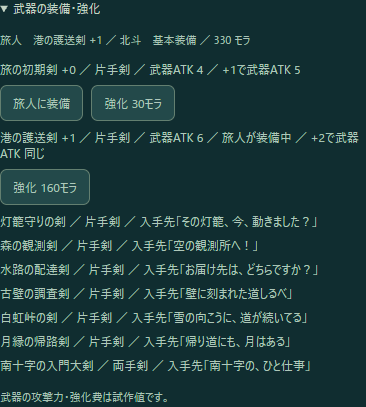 ▼ 武器の装備・強化
旅人　港の護送剣 +1 ／ 北斗　基本装備 ／ 330 モラ
旅の初期剣 +0 ／ 片手剣 ／ 武器ATK 4 ／ +1で武器ATK 5
旅人に装備　強化 30モラ
港の護送剣 +1 ／ 片手剣 ／ 武器ATK 6 ／ 旅人が装備中 ／ +2で武器
ATK 同じ
強化 160モラ
灯籠守りの剣 ／ 片手剣 ／ 入手先「その灯籠、今、動きました？」
森の観測剣 ／ 片手剣 ／ 入手先「空の観測所へ！」
水路の配達剣 ／ 片手剣 ／ 入手先「お届け先は、どちらですか？」
古壁の調査剣 ／ 片手剣 ／ 入手先「壁に刻まれた道しるべ」
白虹峠の剣 ／ 片手剣 ／ 入手先「雪の向こうに、道が続いてる」
月縁の帰路剣 ／ 片手剣 ／ 入手先「帰り道にも、月はある」
南十字の入門大剣 ／ 両手剣 ／ 入手先「南十字の、ひと仕事」
武器の攻撃力・強化費は試作値です。